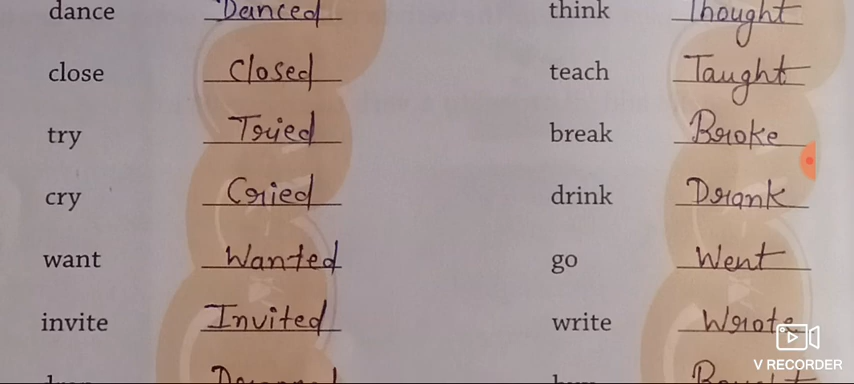 dance Danced think Thought
close Closed teach Taught
try Tried break Broke
cry Cried drink Drank
want Wanted go Went
invite Invited write Wrote
V RECORDER